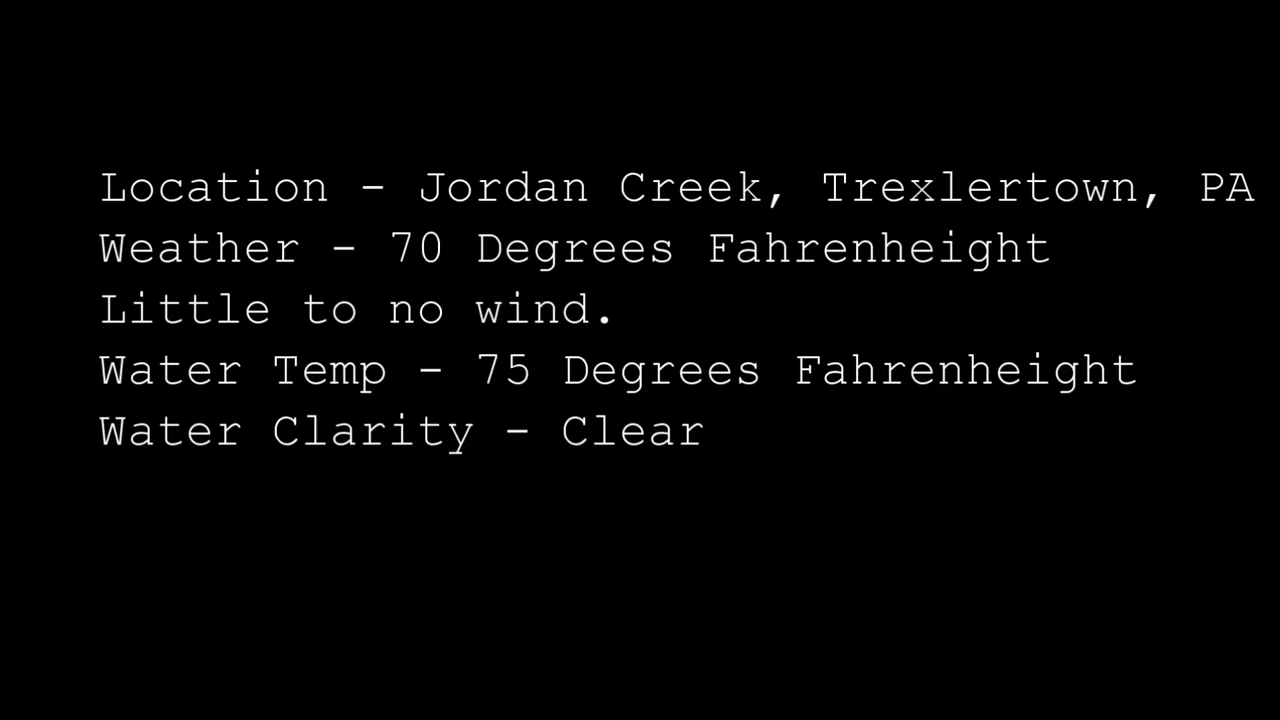 Location - Jordan Creek, Trexlertown, PA
Weather - 70 Degrees Fahrenheight
Little to no wind.
Water Temp - 75 Degrees Fahrenheight
Water Clarity - Clear